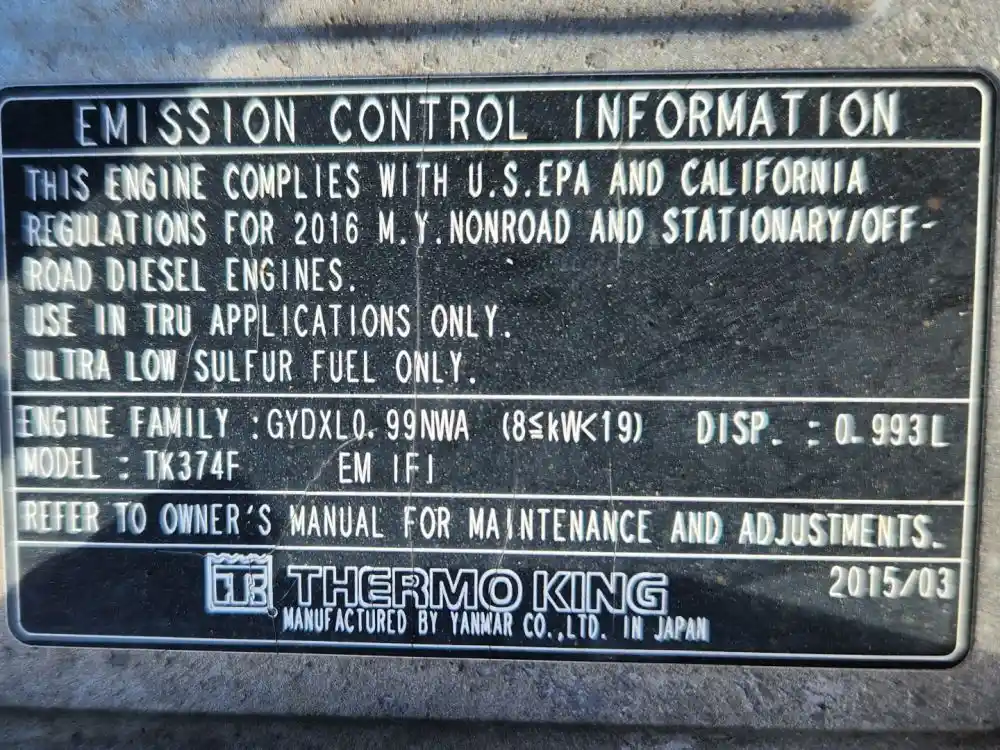 EMISSION CONTROL INFORMATION
THIS ENGINE COMPLIES WITH U.S.EPA AND CALIFORNIA
REGULATIONS FOR 2016 M.Y.NONROAD AND STATIONARY/OFF-
ROAD DIESEL ENGINES.
USE IN TRU APPLICATIONS ONLY.
ULTRA LOW SULFUR FUEL ONLY.
ENGINE FAMILY :GYDXL0.99NWA (8≦kW<19) DISP. : 0.993L
MODEL : TK374F EM IFI
REFER TO OWNER'S MANUAL FOR MAINTENANCE AND ADJUSTMENTS.
THERMO KING 2015/03
MANUFACTURED BY YANMAR CO.,LTD. IN JAPAN